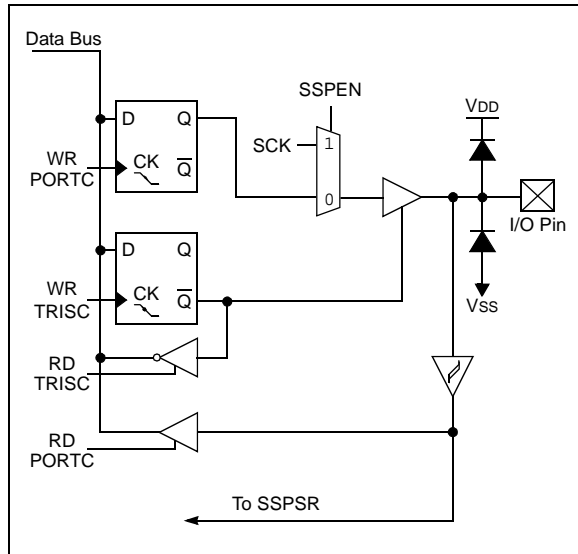 Data Bus
SSPEN
VDD
D
Q
SCK
1
WR
PORTC
CK
Q
0
I/O Pin
D
Q
WR
TRISC
CK
Q
VSS
RD
TRISC
RD
PORTC
To SSPSR